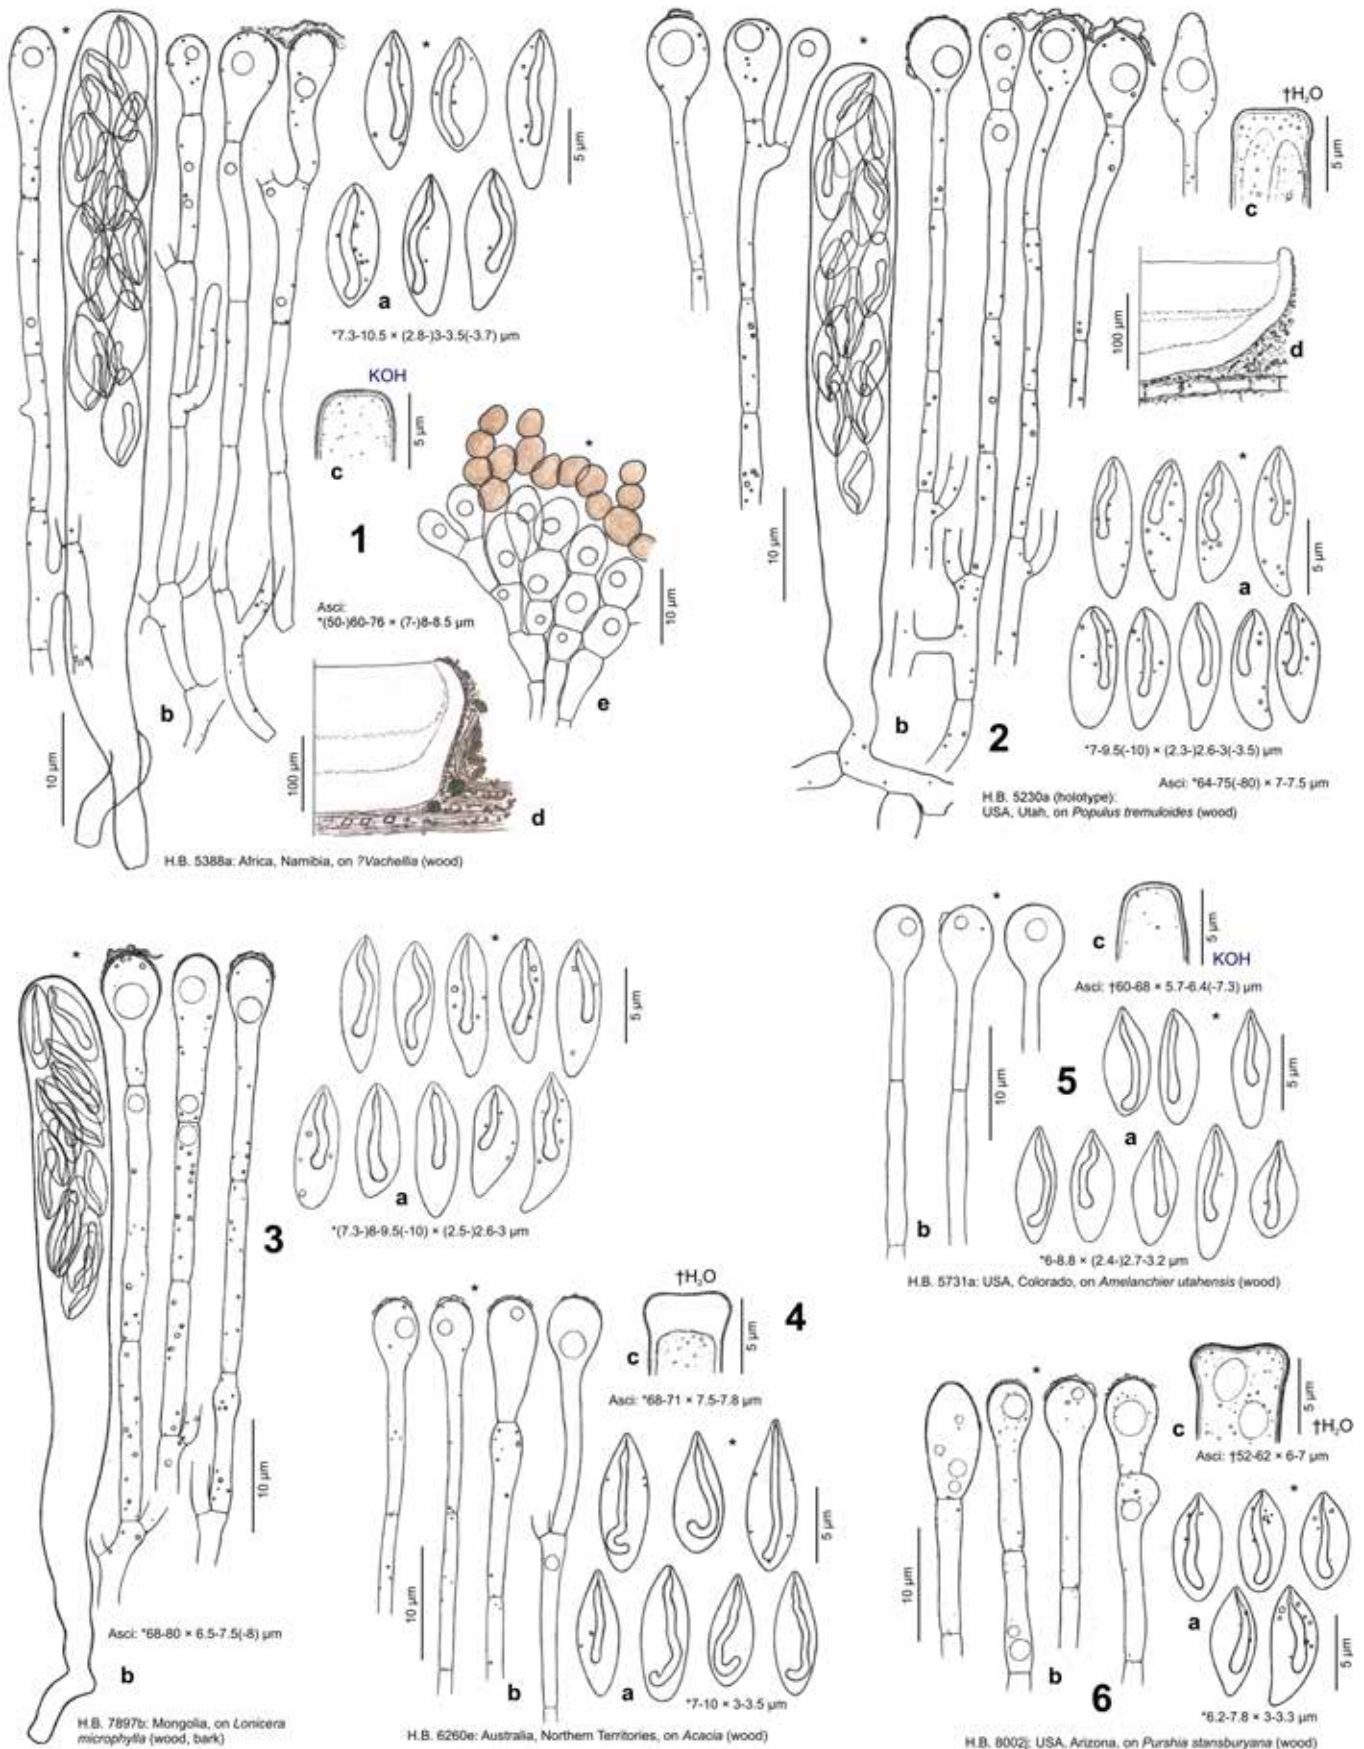 *
*
5 µm
a
*7.3-10.5 × (2.8-)3-3.5(-3.7) µm
KOH
5 µm
c
1
*
Asci:
*(50-)60-76 × (7-)8-8.5 µm
10 µm
e
b
10 µm
100 µm
d
H.B. 5388a: Africa, Namibia, on ?Vachellia (wood)
*
†H₂O
5 µm
c
100 µm
d
10 µm
*
a
5 µm
b
2
*7-9.5(-10) × (2.3-)2.6-3(-3.5) µm
Asci: *64-75(-80) × 7-7.5 µm
H.B. 5230a (holotype):
USA, Utah, on Populus tremuloides (wood)
*
*
5 µm
3
a
*(7.3-)8-9.5(-10) × (2.5-)2.6-3 µm
10 µm
Asci: *68-80 × 6.5-7.5(-8) µm
b
H.B. 7897b: Mongolia, on Lonicera
microphylla (wood, bark)
*
†H₂O
4
c
5 µm
Asci: *68-71 × 7.5-7.8 µm
*
5 µm
10 µm
b
a
*7-10 × 3-3.5 µm
H.B. 6260e: Australia, Northern Territories, on Acacia (wood)
*
c
5 µm
KOH
Asci: †60-68 × 5.7-6.4(-7.3) µm
*
10 µm
5
5 µm
a
b
*6-8.8 × (2.4-)2.7-3.2 µm
H.B. 5731a: USA, Colorado, on Amelanchier utahensis (wood)
*
c
5 µm
†H₂O
Asci: †52-62 × 6-7 µm
*
10 µm
a
5 µm
b
6
*6.2-7.8 × 3-3.3 µm
H.B. 8002j: USA, Arizona, on Purshia stansburyana (wood)